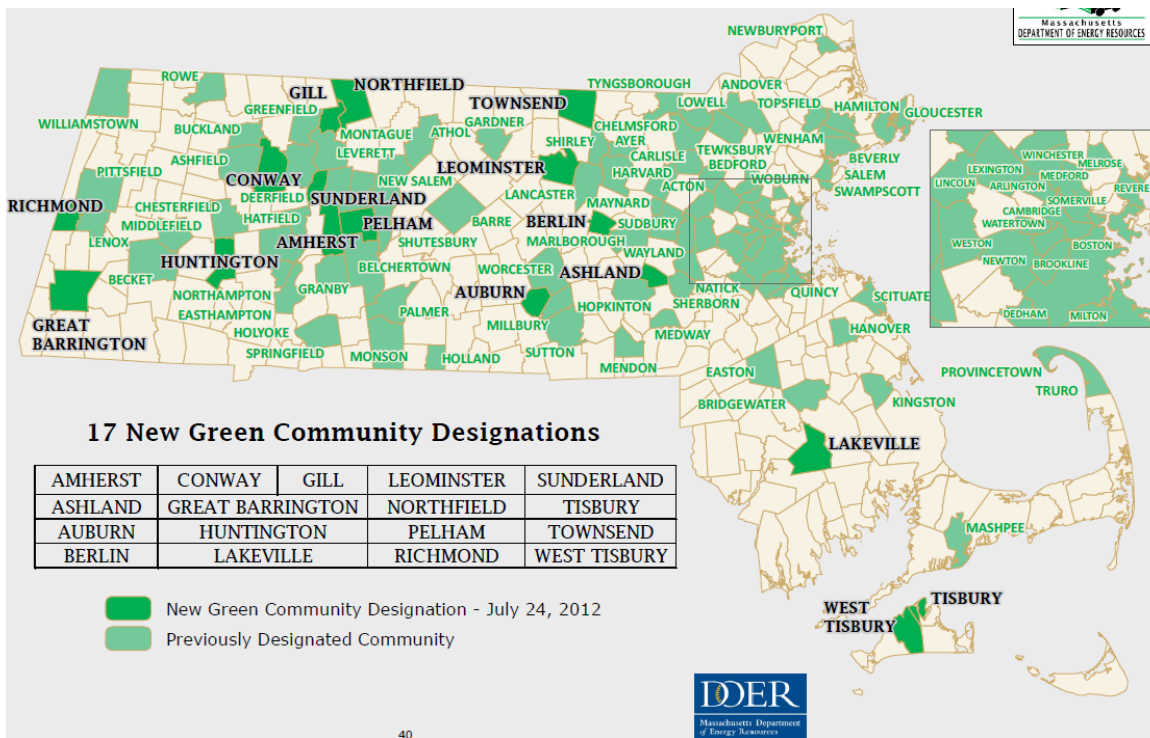 Massachusetts
DEPARTMENT OF ENERGY RESOURCES
NEWBURYPORT
ROWE
GILL
NORTHFIELD
TYNGSBOROUGH
ANDOVER
GREENFIELD
TOWNSEND
LOWELL
TOPSFIELD
HAMILTON
GLOUCESTER
WILLIAMSTOWN
BUCKLAND
MONTAGUE
ATHOL
GARDNER
SHIRLEY
CHELMSFORD
AYER
TEWKSBURY
WENHAM
ASHFIELD
LEVERETT
LEOMINSTER
CARLISLE
BEDFORD
BEVERLY
PITTSFIELD
CONWAY
NEW SALEM
HARVARD
WOBURN
SALEM
DEERFIELD
LANCASTER
ACTON
SWAMPSCOTT
RICHMOND
CHESTERFIELD
SUNDERLAND
MAYNARD
MIDDLEFIELD
HATFIELD
PELHAM
BARRE
BERLIN
SUDBURY
LENOX
AMHERST
SHUTESBURY
MARLBOROUGH
WAYLAND
HUNTINGTON
BELCHERTOWN
WORCESTER
ASHLAND
BECKET
NORTHAMPTON
GRANBY
AUBURN
NATICK
QUINCY
SCITUATE
EASTHAMPTON
PALMER
HOPKINTON
SHERBORN
GREAT
BARRINGTON
HOLYOKE
MILLBURY
MEDWAY
HANOVER
SPRINGFIELD
MONSON
HOLLAND
SUTTON
MENDON
EASTON
BRIDGEWATER
KINGSTON
PROVINCETOWN
TRURO
LAKEVILLE
MASHPEE
WEST
TISBURY
TISBURY
WINCHESTER
LEXINGTON
MELROSE
MEDFORD
LINCOLN
ARLINGTON
REVERE
SOMERVILLE
CAMBRIDGE
WATERTOWN
WESTON
BOSTON
NEWTON
BROOKLINE
DEDHAM
MILTON
17 New Green Community Designations
AMHERST CONWAY GILL LEOMINSTER SUNDERLAND
ASHLAND GREAT BARRINGTON NORTHFIELD TISBURY
AUBURN HUNTINGTON PELHAM TOWNSEND
BERLIN LAKEVILLE RICHMOND WEST TISBURY
New Green Community Designation - July 24, 2012
Previously Designated Community
DOER
Massachusetts Department
of Energy Resources
40